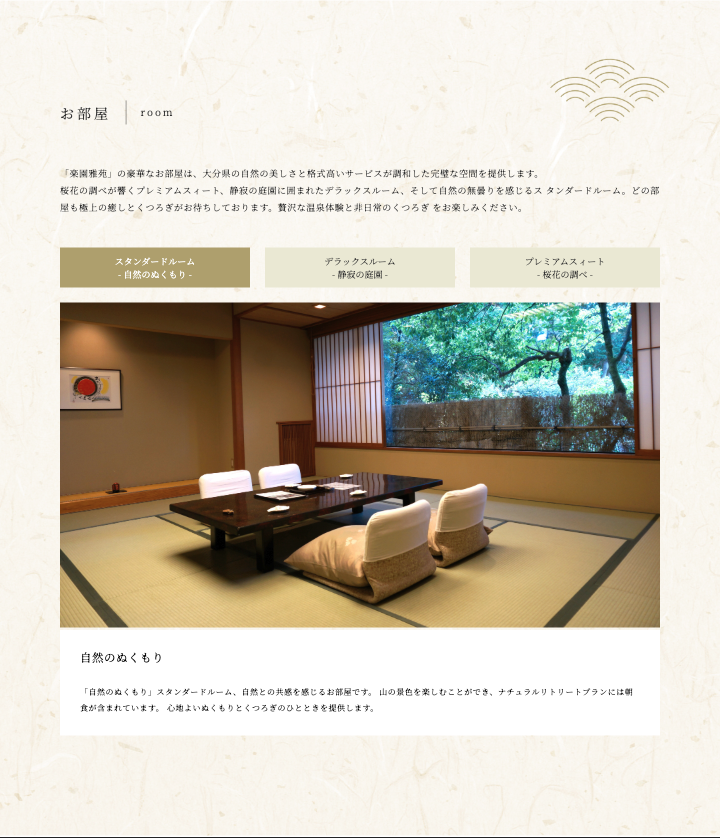 お部屋 room
「楽園雅苑」の豪華なお部屋は、大分県の自然の美しさと格式高いサービスが調和した完璧な空間を提供します。
桜花の調べが響くプレミアムスィート、静寂の庭園に囲まれたデラックスルーム、そして自然の無曇りを感じるス タンダードルーム。どの部
屋も極上の癒しとくつろぎがお待ちしております。贅沢な温泉体験と非日常のくつろぎ をお楽しみください。
スタンダードルーム
- 自然のぬくもり -
デラックスルーム
- 静寂の庭園 -
プレミアムスィート
- 桜花の調べ -
自然のぬくもり
「自然のぬくもり」スタンダードルーム、自然との共感を感じるお部屋です。 山の景色を楽しむことができ、ナチュラルリトリートプランには朝
食が含まれています。 心地よいぬくもりとくつろぎのひとときを提供します。